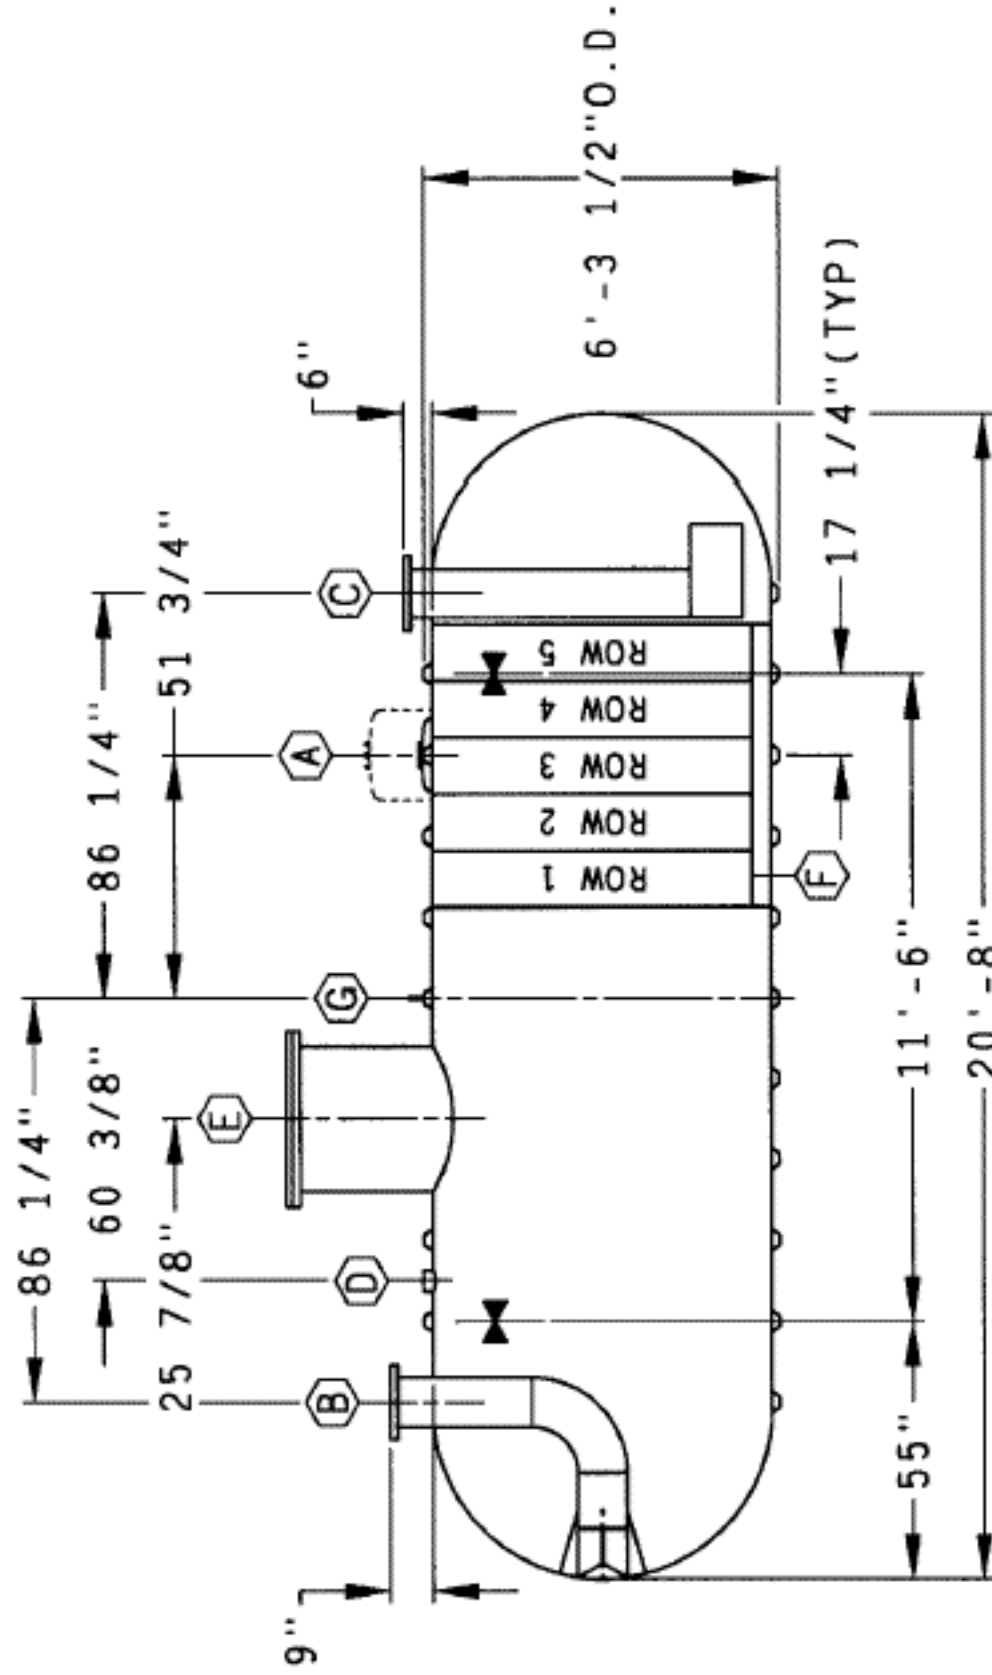 6'-3 1/2"O.D.
6"
17 1/4"(TYP)
51 3/4"
86 1/4"
C
A
ROW 5
ROW 4
ROW 3
ROW 2
ROW 1
F
G
11'-6"
20'-8"
E
60 3/8"
86 1/4"
25 7/8"
D
B
55"
9"